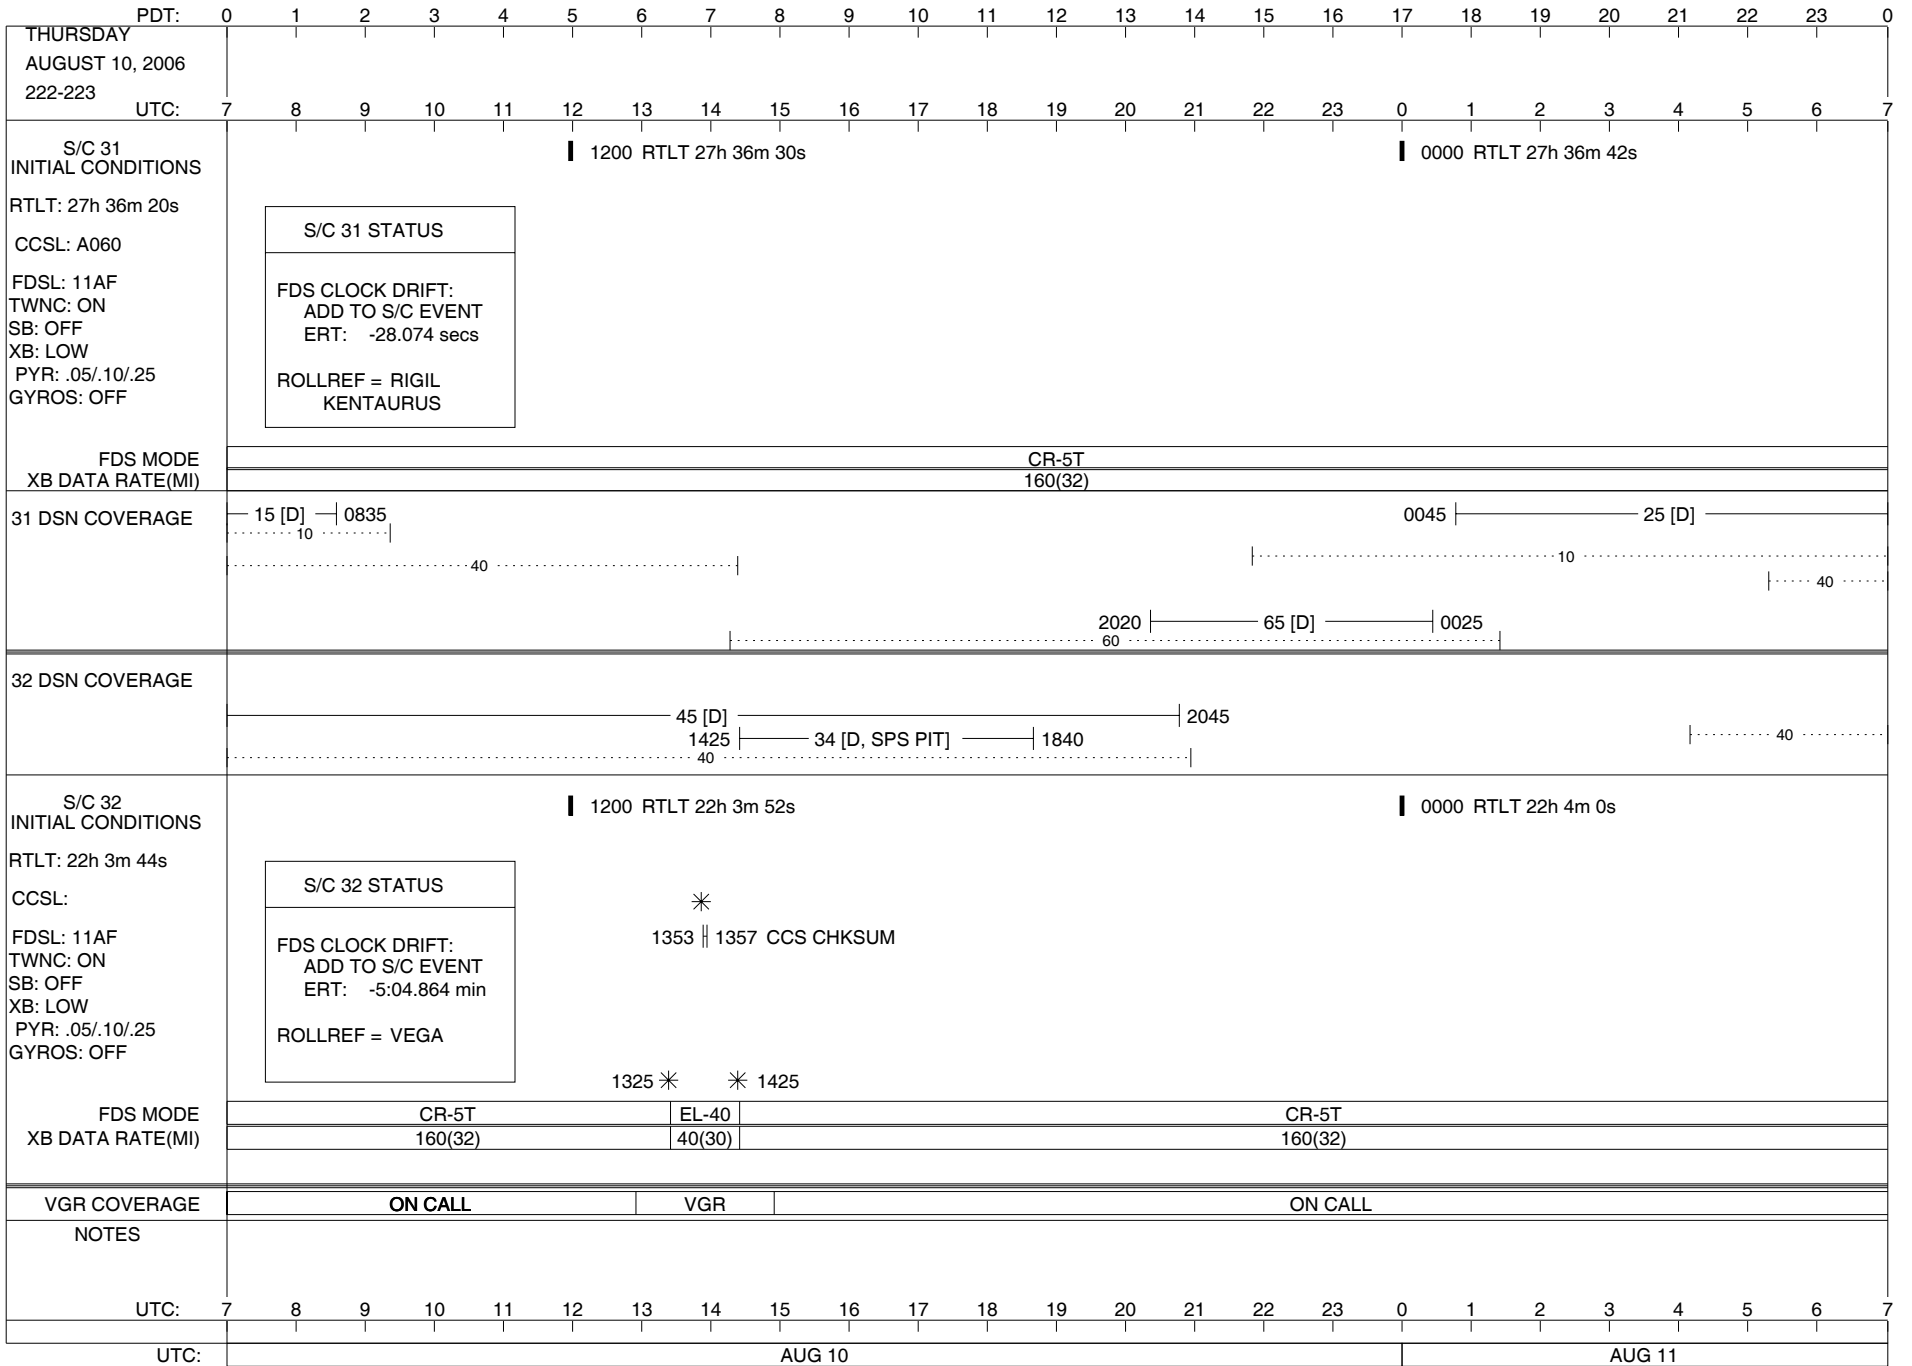 PDT: 0 1 2 3 4 5 6 7 8 9 10 11 12 13 14 15 16 17 18 19 20 21 22 23 0
THURSDAY
AUGUST 10, 2006
222-223
UTC: 7 8 9 10 11 12 13 14 15 16 17 18 19 20 21 22 23 0 1 2 3 4 5 6 7
S/C 31
INITIAL CONDITIONS
RTLT: 27h 36m 20s
CCSL: A060
FDSL: 11AF
TWNC: ON
SB: OFF
XB: LOW
PYR: .05/.10/.25
GYROS: OFF
1200 RTLT 27h 36m 30s
0000 RTLT 27h 36m 42s
S/C 31 STATUS
FDS CLOCK DRIFT:
ADD TO S/C EVENT
ERT: -28.074 secs
ROLLREF = RIGIL
KENTAURUS
FDS MODE CR-5T
XB DATA RATE(MI) 160(32)
31 DSN COVERAGE
15 [D] 0835
0045 25 [D]
10
10
40
40
2020 65 [D] 0025
60
32 DSN COVERAGE
45 [D] 2045
1425 34 [D, SPS PIT] 1840
40
40
S/C 32
INITIAL CONDITIONS
RTLT: 22h 3m 44s
CCSL:
FDSL: 11AF
TWNC: ON
SB: OFF
XB: LOW
PYR: .05/.10/.25
GYROS: OFF
1200 RTLT 22h 3m 52s
0000 RTLT 22h 4m 0s
S/C 32 STATUS
FDS CLOCK DRIFT:
ADD TO S/C EVENT
ERT: -5:04.864 min
ROLLREF = VEGA
1353 1357 CCS CHKSUM
1325 1425
FDS MODE CR-5T EL-40 CR-5T
XB DATA RATE(MI) 160(32) 40(30) 160(32)
VGR COVERAGE ON CALL VGR ON CALL
NOTES
UTC: 7 8 9 10 11 12 13 14 15 16 17 18 19 20 21 22 23 0 1 2 3 4 5 6 7
UTC: AUG 10 AUG 11